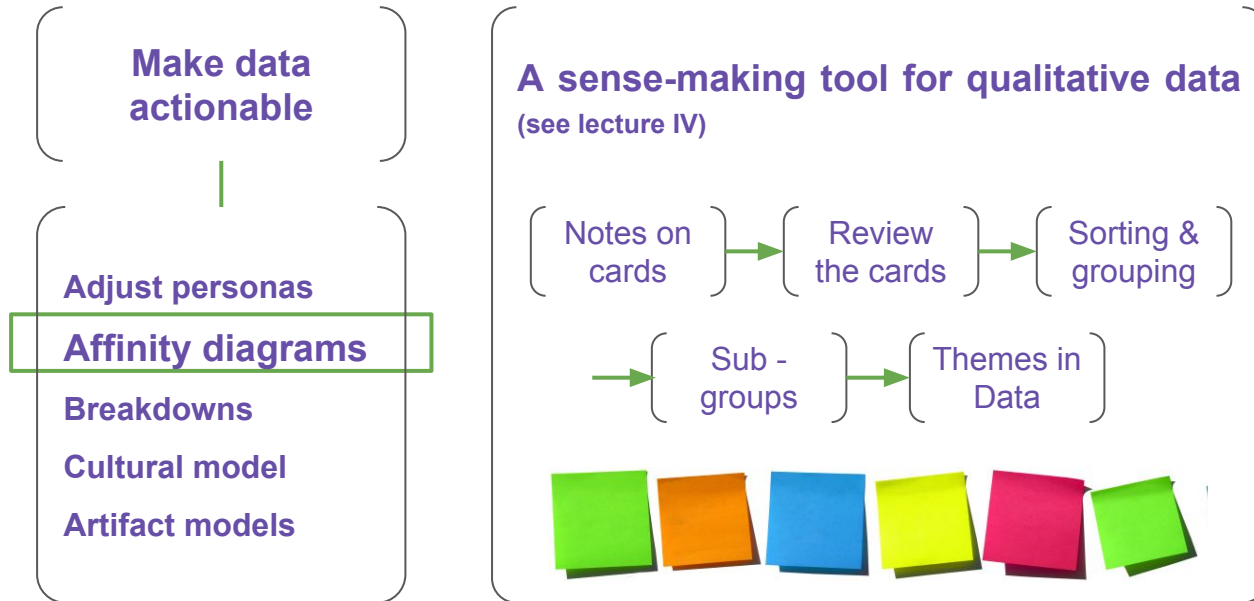 Make data
actionable
Adjust personas
Affinity diagrams
Breakdowns
Cultural model
Artifact models
A sense-making tool for qualitative data
(see lecture IV)
Notes on
cards
Review
the cards
Sorting &
grouping
Sub -
groups
Themes in
Data